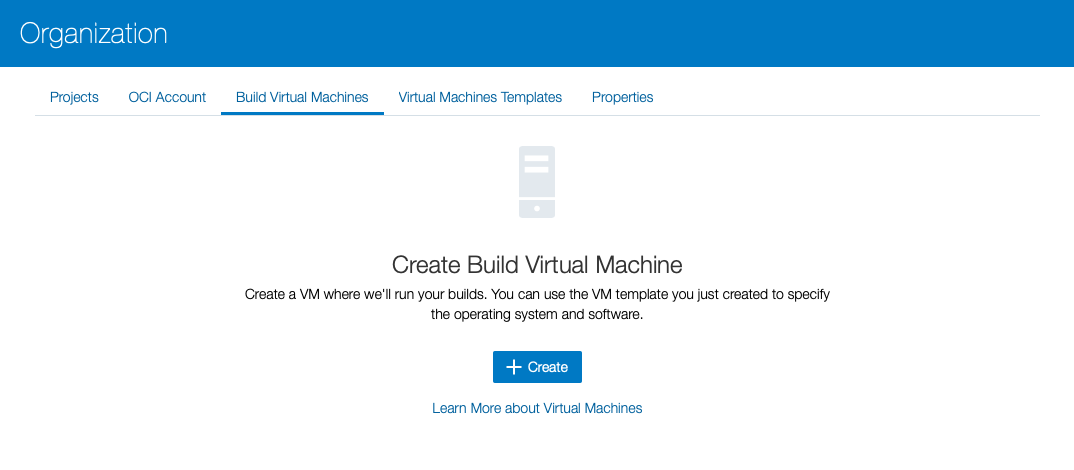 Organization
Projects OCI Account Build Virtual Machines Virtual Machines Templates Properties
Create Build Virtual Machine
Create a VM where we'll run your builds. You can use the VM template you just created to specify
the operating system and software.
Create
Learn More about Virtual Machines